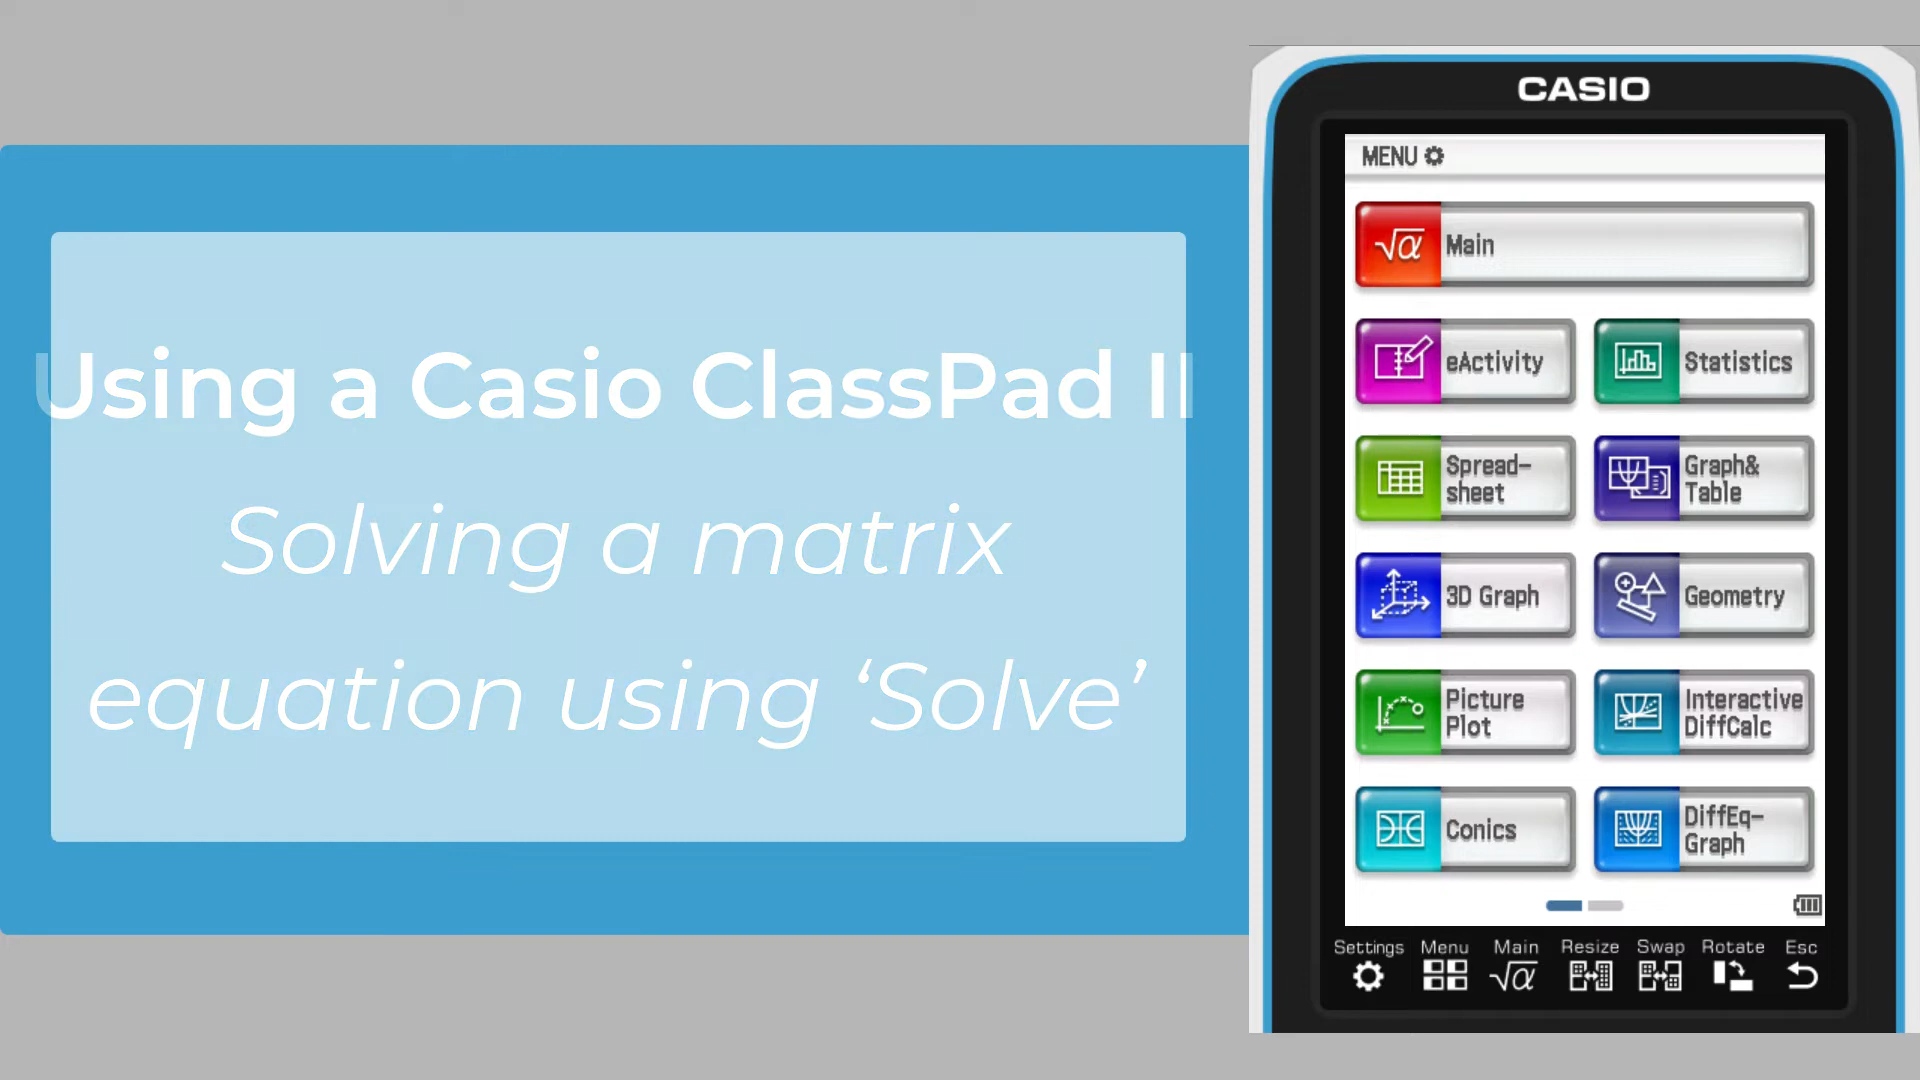 Using a Casio ClassPad II
Solving a matrix
equation using ‘Solve’
CASIO
MENU
√α Main
eActivity
Statistics
Spread-
sheet
Graph&
Table
3D Graph
Geometry
Picture
Plot
Interactive
DiffCalc
Conics
DiffEq-
Graph
Settings Menu Main Resize Swap Rotate Esc
√α